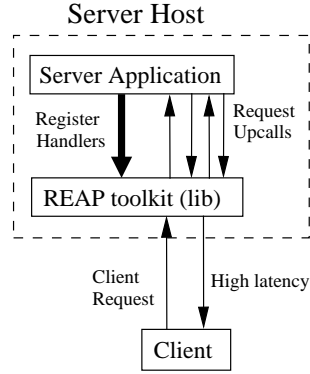 Server Host
Server Application
Register
Handlers
Request
Upcalls
REAP toolkit (lib)
Client
Request
High latency
Client